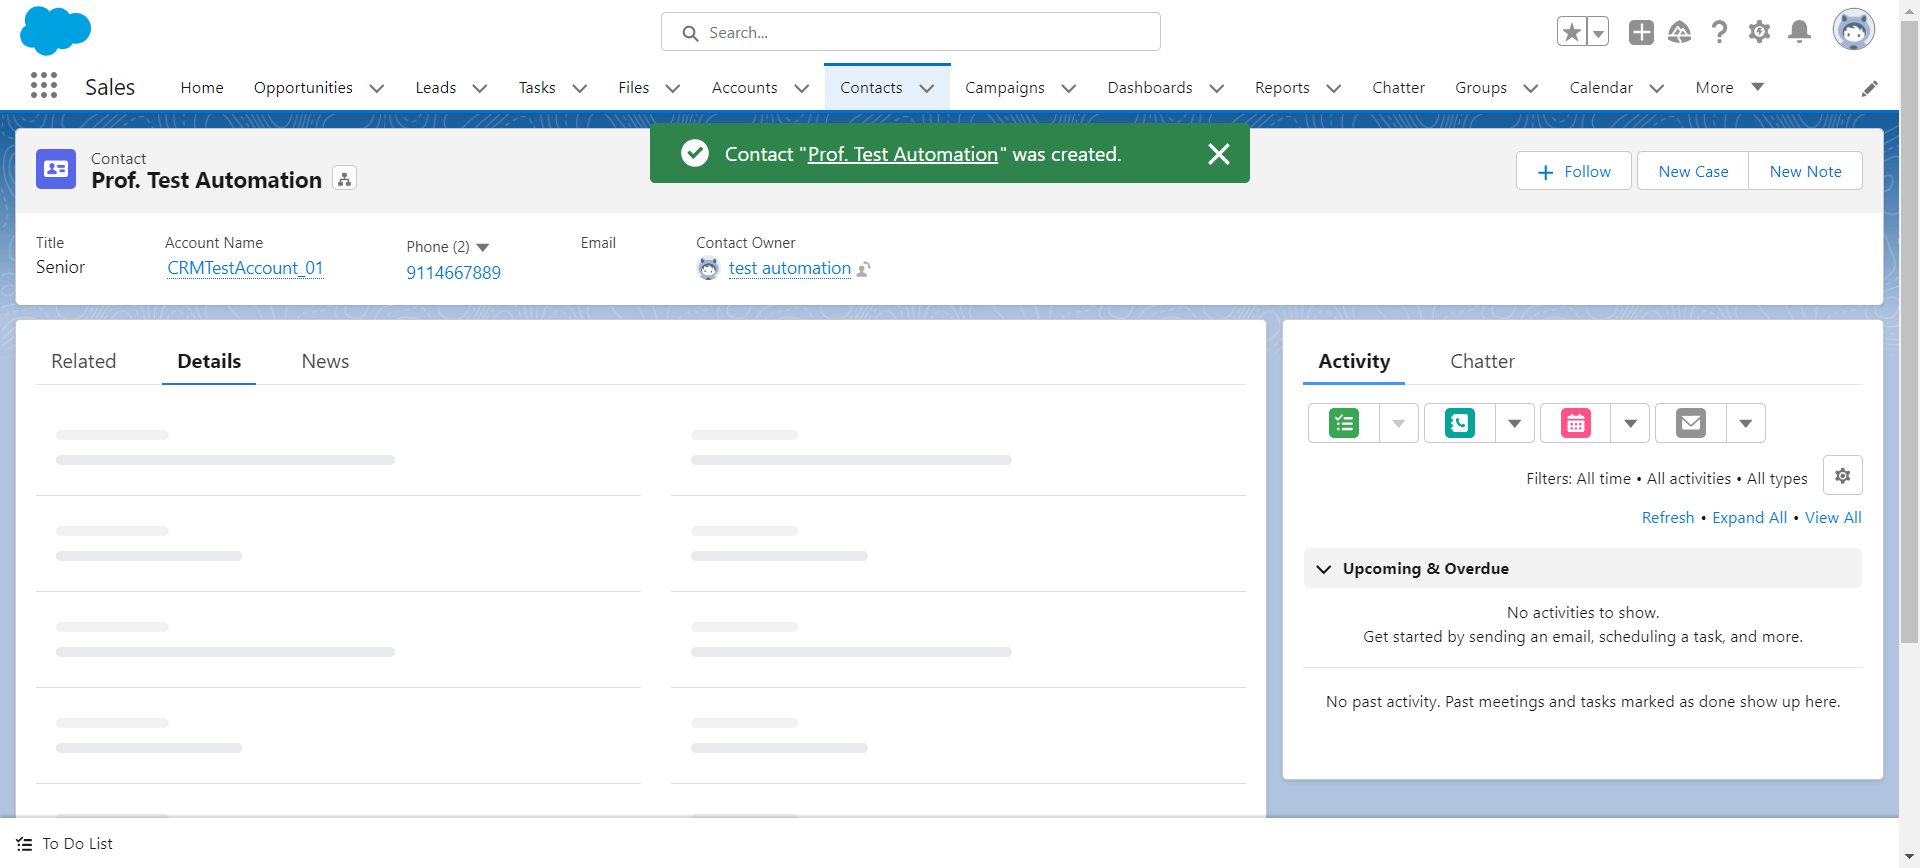 Search...
Sales
Home
Opportunities
Leads
Tasks
Files
Accounts
Contacts
Campaigns
Dashboards
Reports
Chatter
Groups
Calendar
More
Contact "Prof. Test Automation" was created.
Contact
Prof. Test Automation
Follow
New Case
New Note
Title
Senior
Account Name
CRMTestAccount_01
Phone (2)
9114667889
Email
Contact Owner
test automation
Related
Details
News
Activity
Chatter
Filters: All time • All activities • All types
Refresh • Expand All • View All
Upcoming & Overdue
No activities to show.
Get started by sending an email, scheduling a task, and more.
No past activity. Past meetings and tasks marked as done show up here.
To Do List